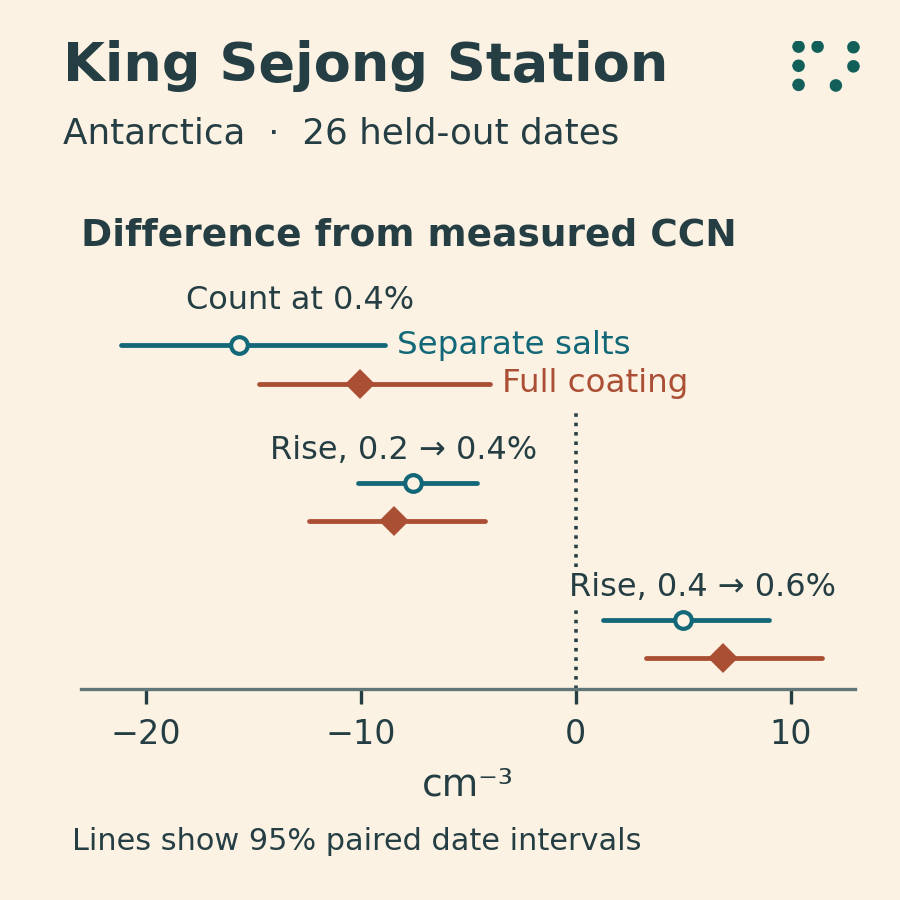 King Sejong Station
Antarctica · 26 held-out dates
Difference from measured CCN
Count at 0.4%
Separate salts
Full coating
Rise, 0.2 → 0.4%
Rise, 0.4 → 0.6%
−20 −10 0 10
cm⁻³
Lines show 95% paired date intervals